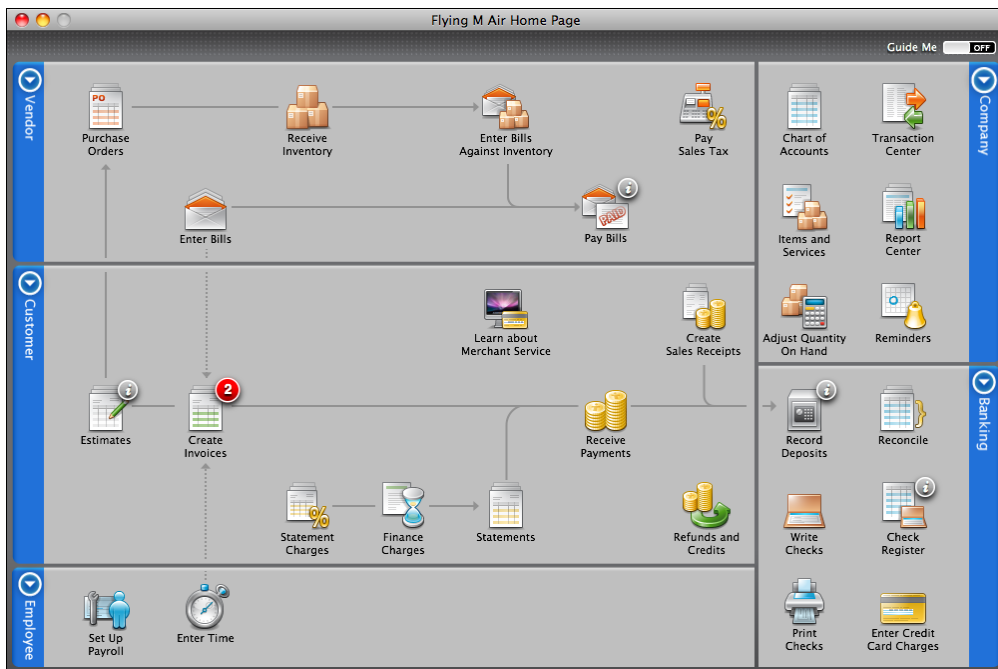 Flying M Air Home Page
Guide Me OFF
Vendor
PO
Purchase
Orders
Receive
Inventory
Enter Bills
Against Inventory
%
Pay
Sales Tax
Enter Bills
PAID
i
Pay Bills
Customer
Learn about
Merchant Service
Create
Sales Receipts
i
Estimates
2
Create
Invoices
Receive
Payments
%
Statement
Charges
Finance
Charges
Statements
Refunds and
Credits
Employee
Set Up
Payroll
Enter Time
Company
Chart of
Accounts
Transaction
Center
Items and
Services
Report
Center
Adjust Quantity
On Hand
Reminders
Banking
i
Record
Deposits
Reconcile
Write
Checks
i
Check
Register
Print
Checks
Enter Credit
Card Charges